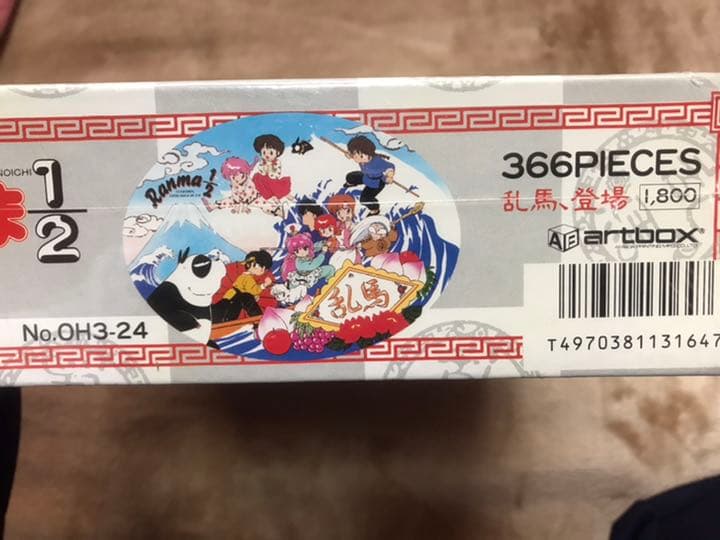 NOICHI
1/2
No.OH3-24
Ranma 1/2
乱馬
366PIECES
乱馬、登場 1,800
AB artbox®
T4970381131647